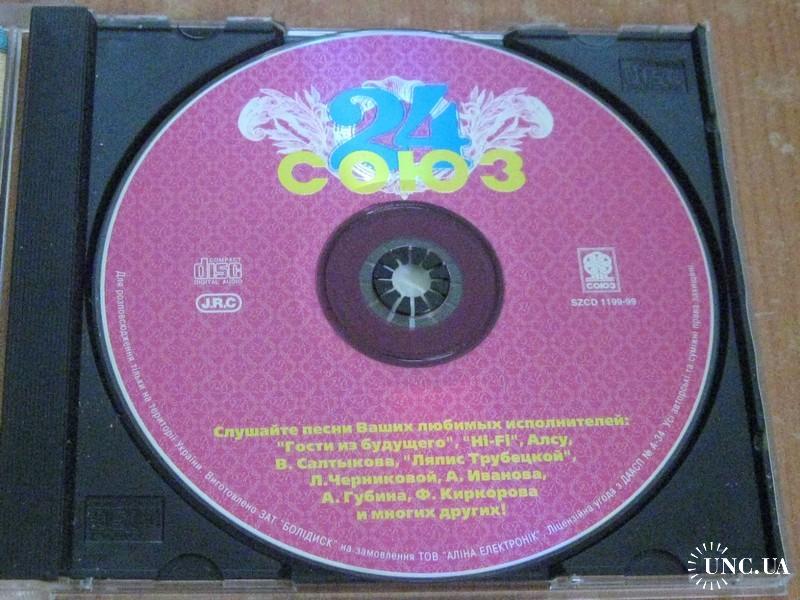 24
СОЮЗ
COMPACT
disc
DIGITAL AUDIO
J.R.C
СОЮЗ
SZCD 1199-99
Слушайте песни Ваших любимых исполнителей:
"Гости из будущего", "Hi-Fi", Алсу,
В. Салтыкова, "Ляпис Трубецкой",
Л.Черниковой, А. Иванова,
А. Губина, Ф. Киркорова
и многих других!
Для розповсюдження тільки на території України . Виготовлено ЗАТ "БОЛІДИСК" на замовлення ТОВ "АЛІНА ЕЛЕКТРОНІК" . Ліцензійна угода з ДААСП № А-34. Усі авторські та суміжні права захищені
UNC.UA